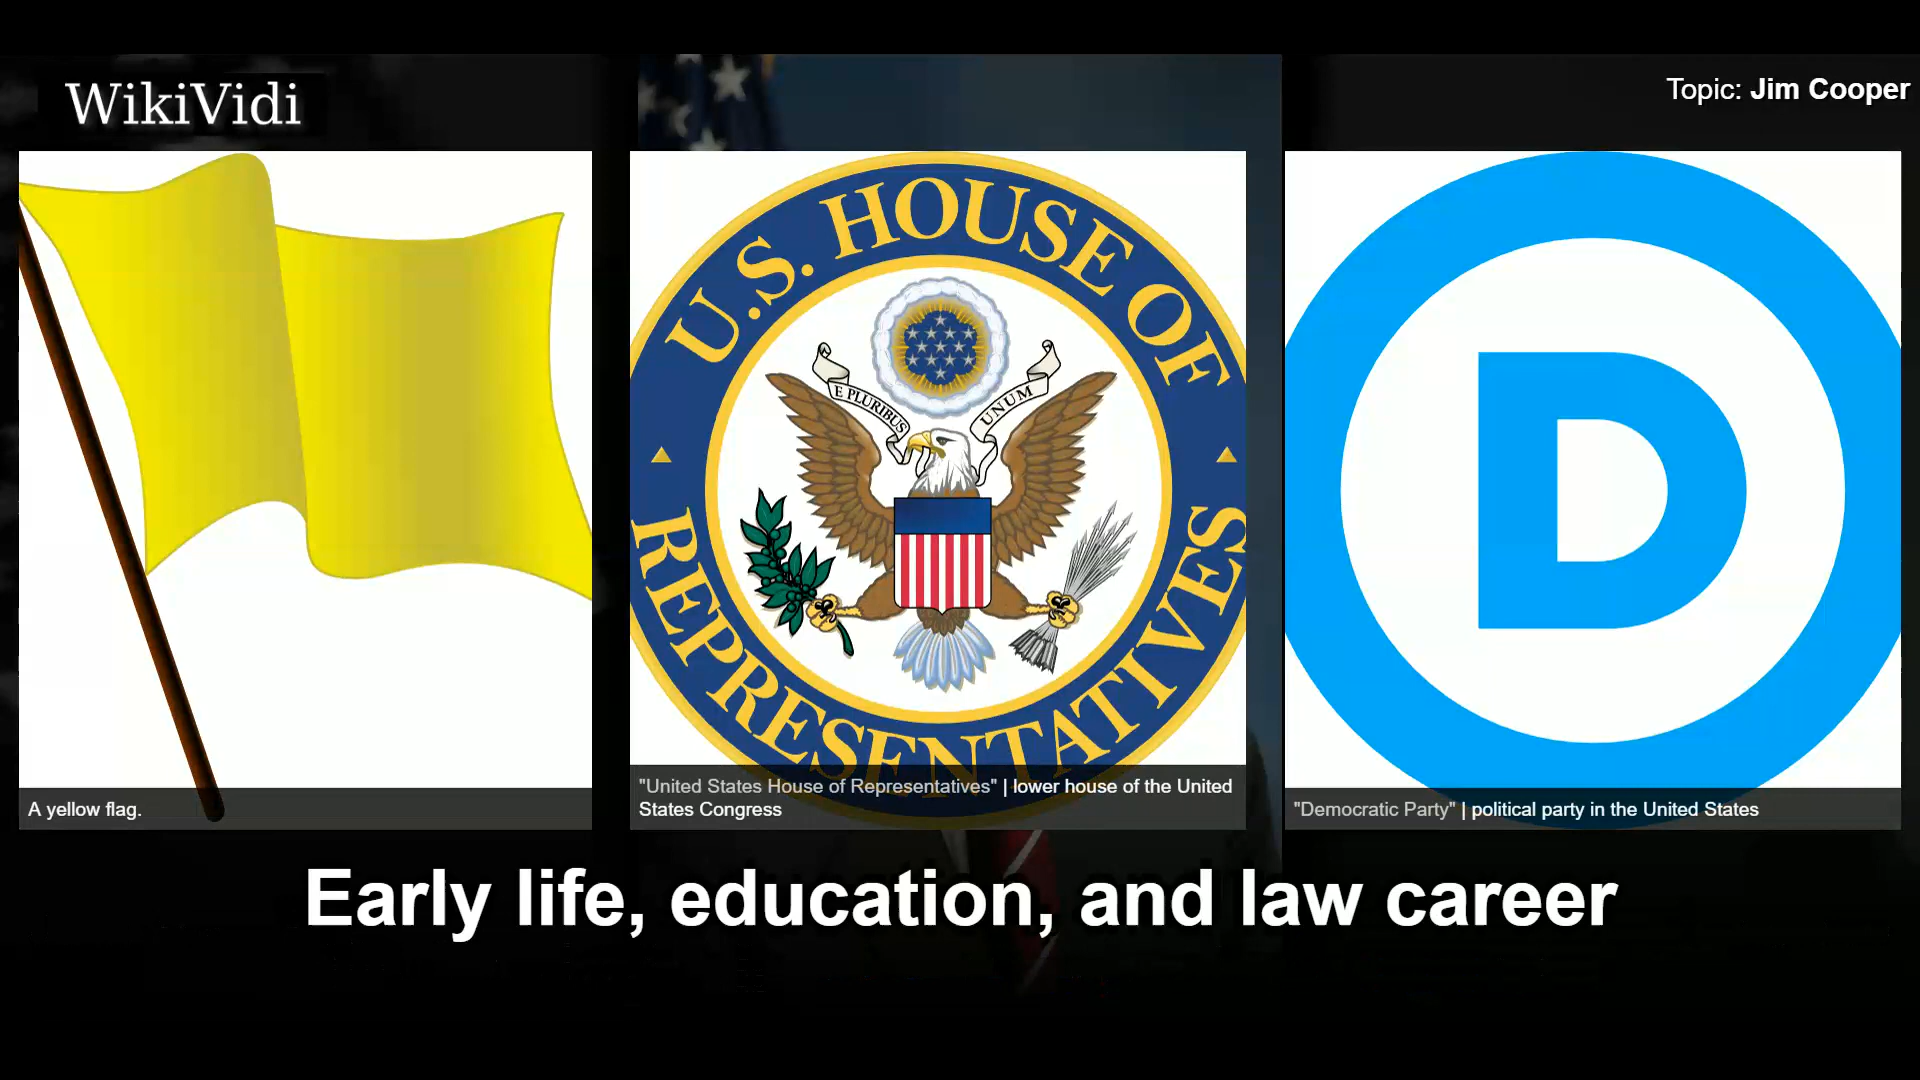 WikiVidi
Topic: Jim Cooper
U.S. HOUSE OF
REPRESENTATIVES
E PLURIBUS
UNUM
D
A yellow flag.
"United States House of Representatives" | lower house of the United
States Congress
"Democratic Party" | political party in the United States
Early life, education, and law career